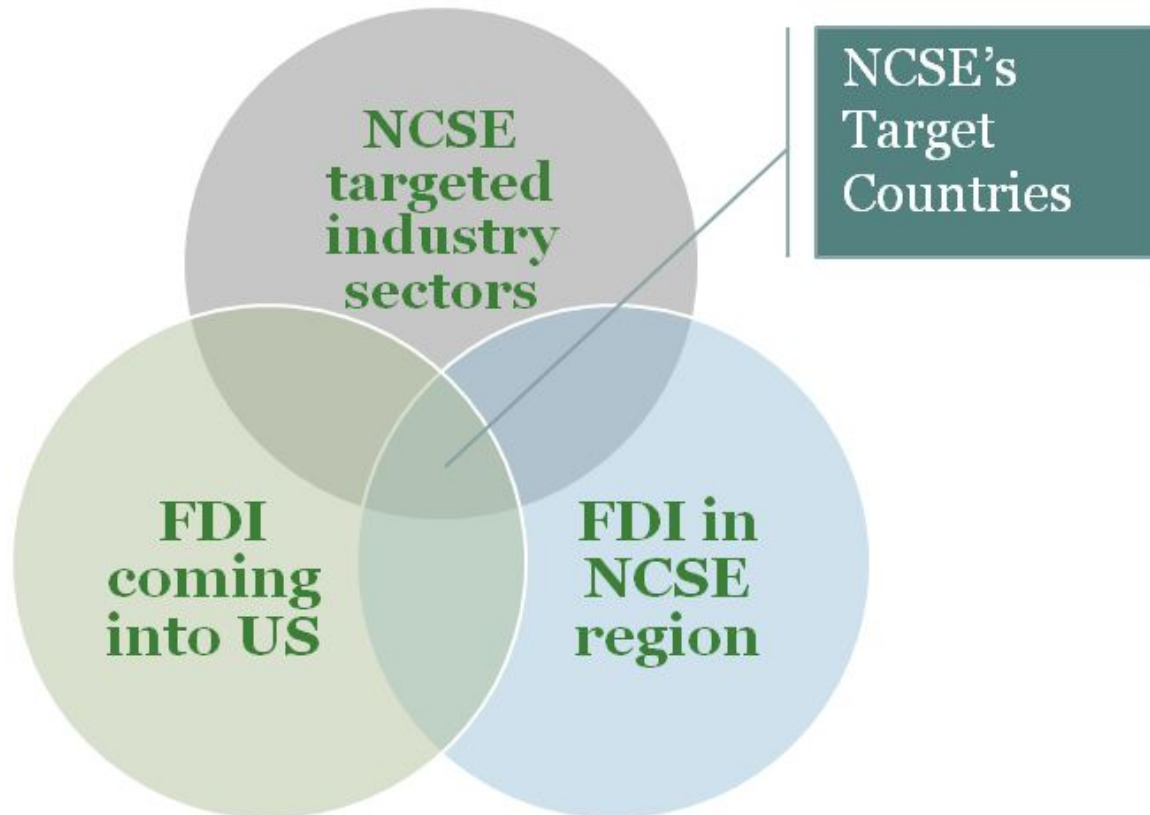 NCSE
targeted
industry
sectors
NCSE's
Target
Countries
FDI
coming
into US
FDI in
NCSE
region